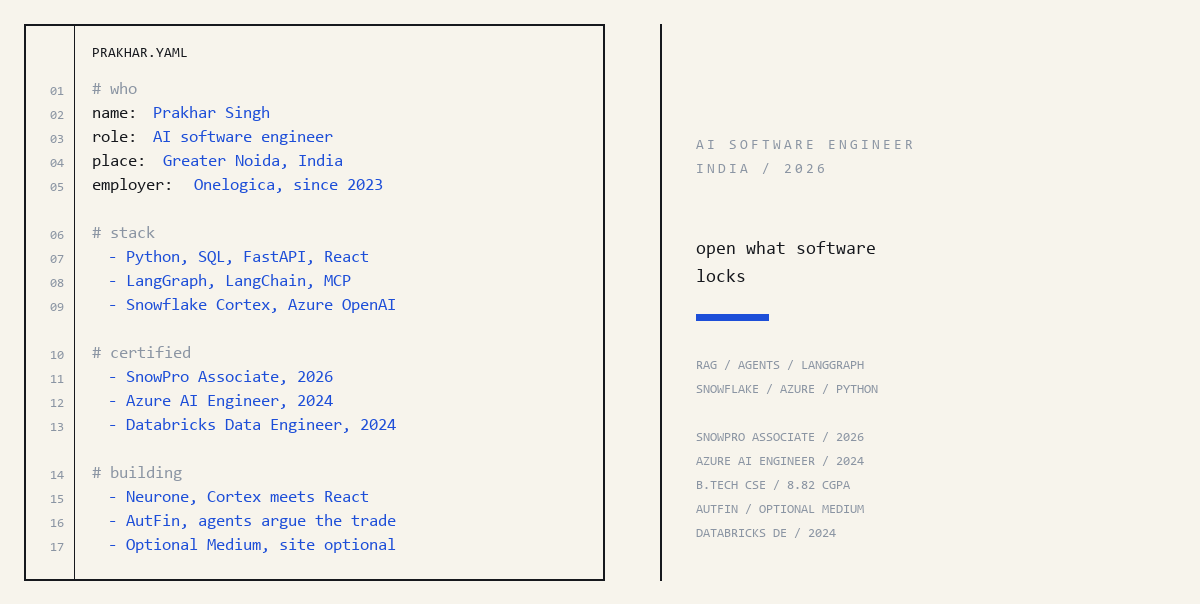 PRAKHAR.YAML
01 # who
02 name: Prakhar Singh
03 role: AI software engineer
04 place: Greater Noida, India
05 employer: Onelogica, since 2023
06 # stack
07 - Python, SQL, FastAPI, React
08 - LangGraph, LangChain, MCP
09 - Snowflake Cortex, Azure OpenAI
10 # certified
11 - SnowPro Associate, 2026
12 - Azure AI Engineer, 2024
13 - Databricks Data Engineer, 2024
14 # building
15 - Neurone, Cortex meets React
16 - AutFin, agents argue the trade
17 - Optional Medium, site optional
AI SOFTWARE ENGINEER
INDIA / 2026
open what software
locks
RAG / AGENTS / LANGGRAPH
SNOWFLAKE / AZURE / PYTHON
SNOWPRO ASSOCIATE / 2026
AZURE AI ENGINEER / 2024
B.TECH CSE / 8.82 CGPA
AUTFIN / OPTIONAL MEDIUM
DATABRICKS DE / 2024